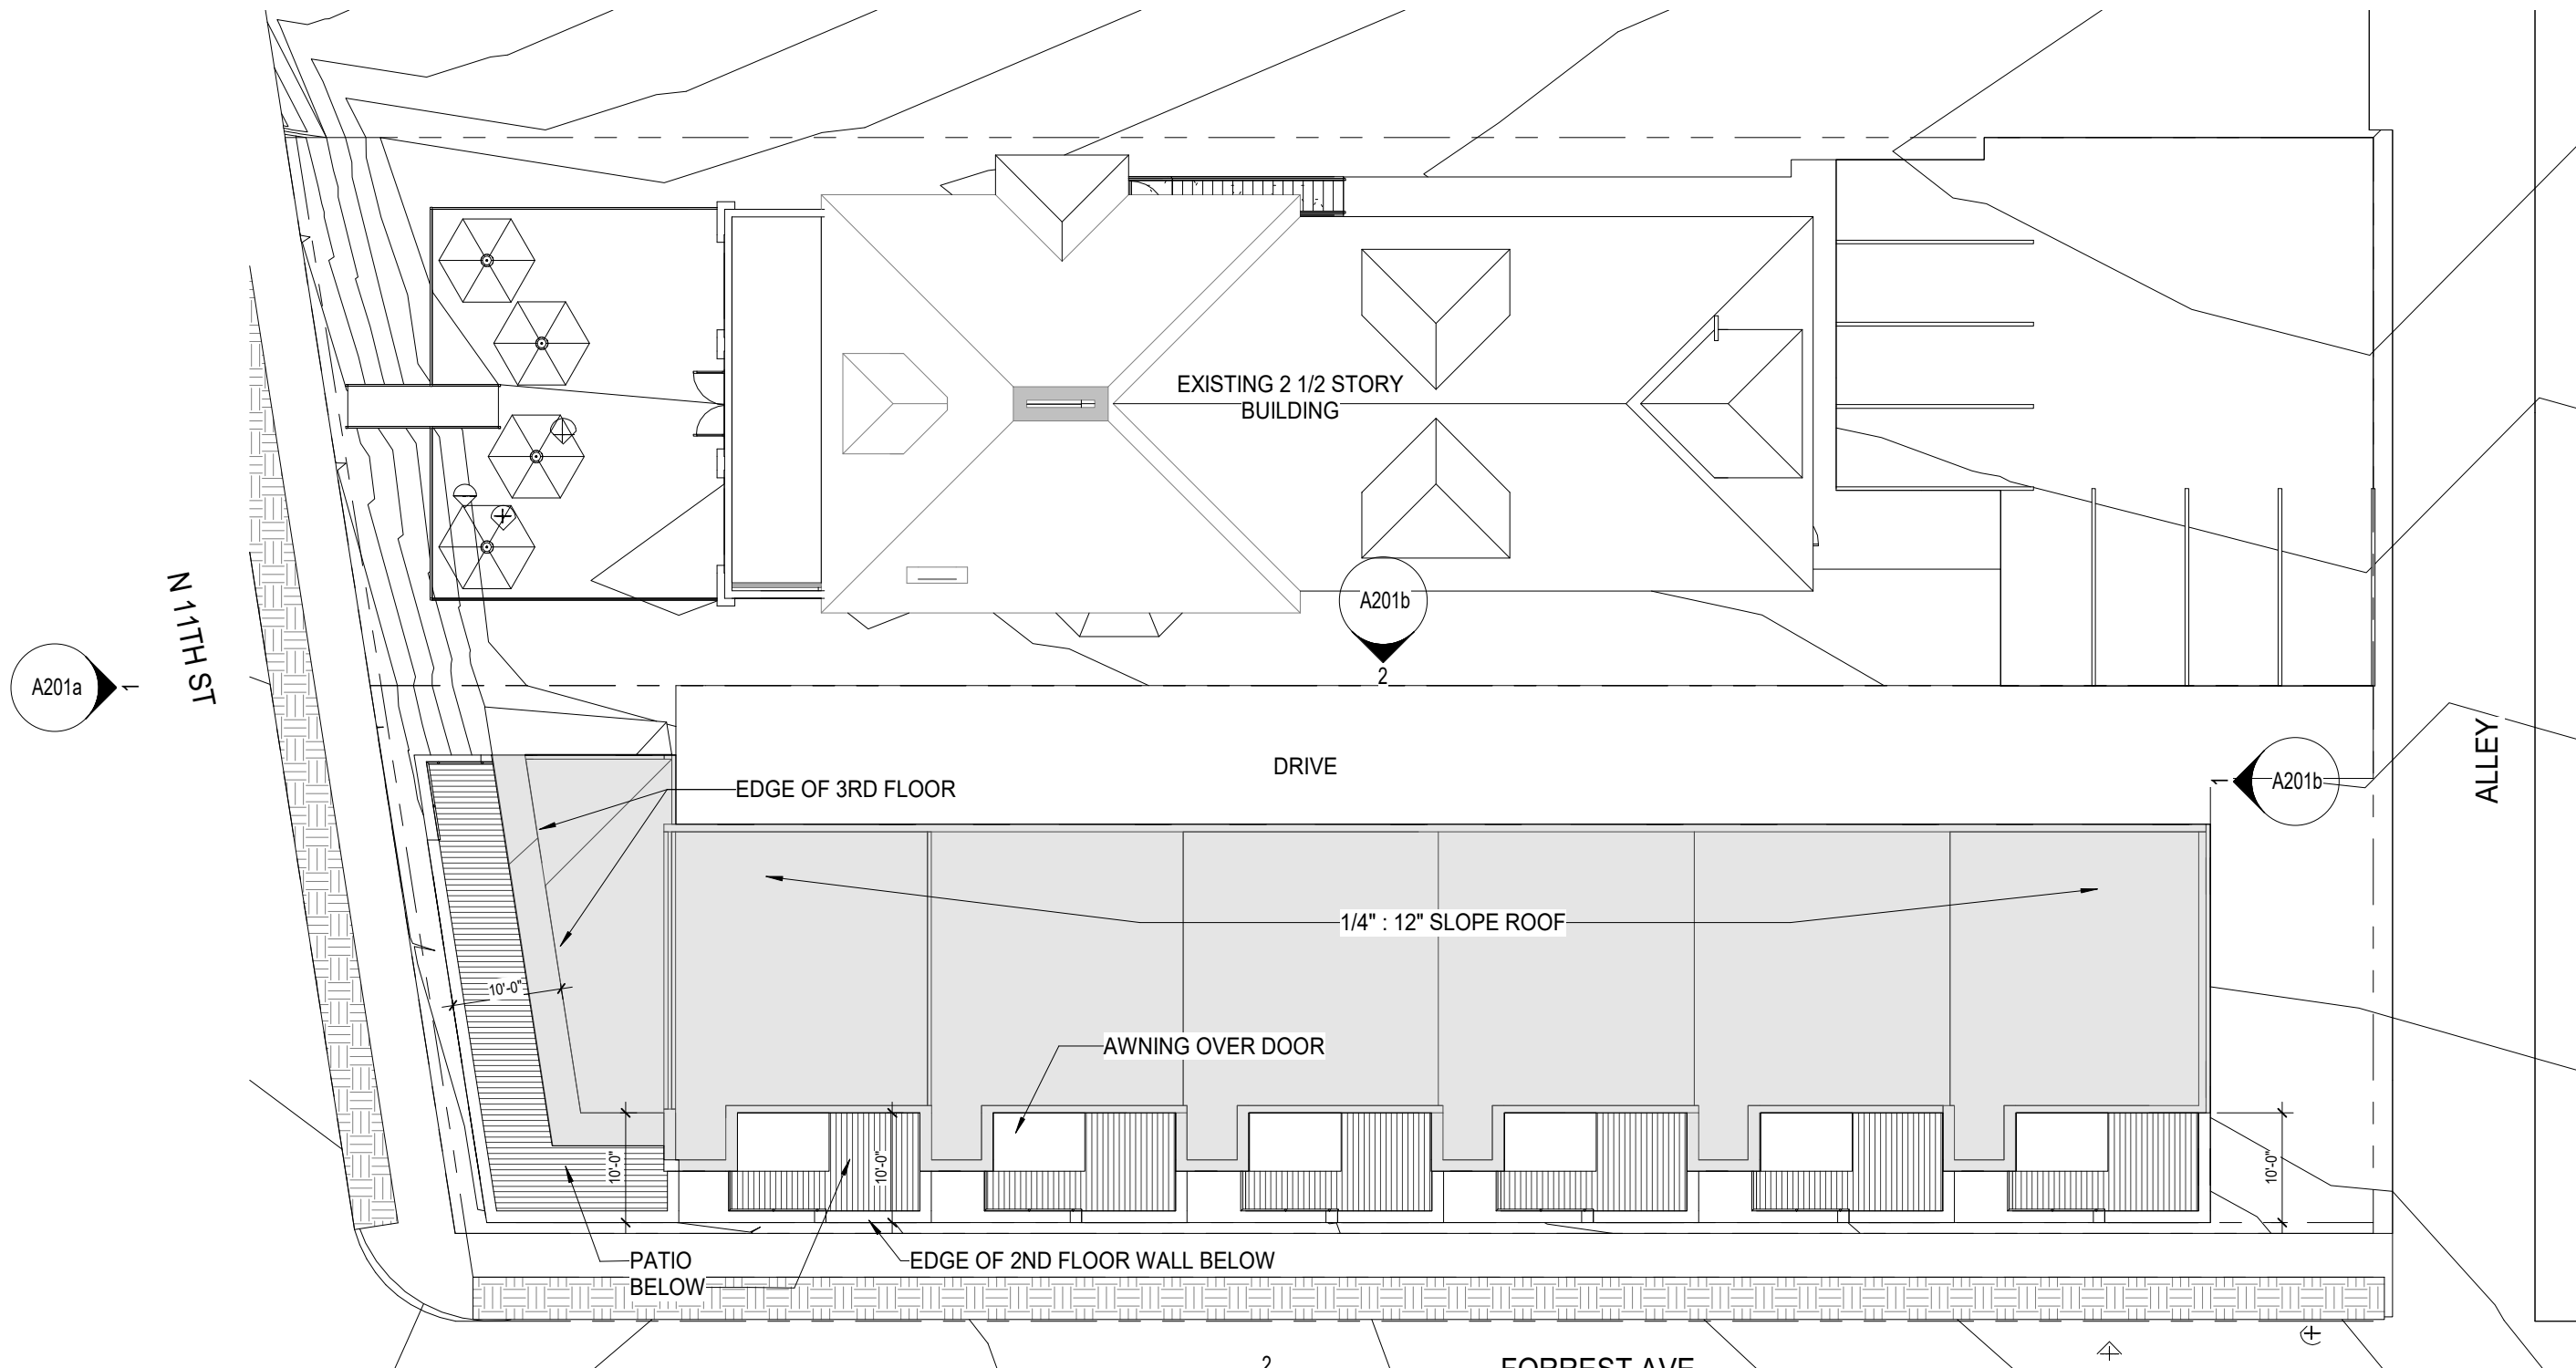 EXISTING 2 1/2 STORY
BUILDING
N 11TH ST
A201b
2
A201a
1
DRIVE
ALLEY
1
A201b
EDGE OF 3RD FLOOR
1/4" : 12" SLOPE ROOF
10'-0"
AWNING OVER DOOR
10'-0"
10'-0"
10'-0"
PATIO
BELOW
EDGE OF 2ND FLOOR WALL BELOW
2
FORREST AVE